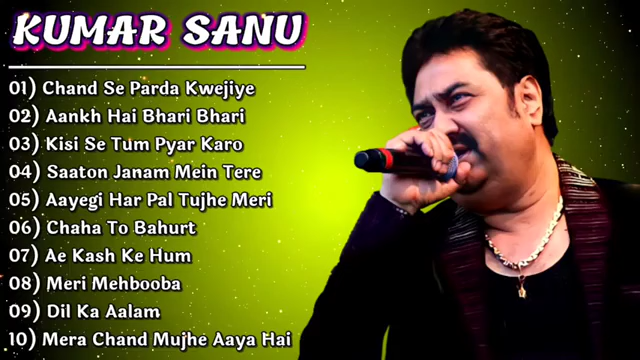 KUMAR SANU
01) Chand Se Parda Kwejiye
02) Aankh Hai Bhari Bhari
03) Kisi Se Tum Pyar Karo
04) Saaton Janam Mein Tere
05) Aayegi Har Pal Tujhe Meri
06) Chaha To Bahurt
07) Ae Kash Ke Hum
08) Meri Mehbooba
09) Dil Ka Aalam
10) Mera Chand Mujhe Aaya Hai